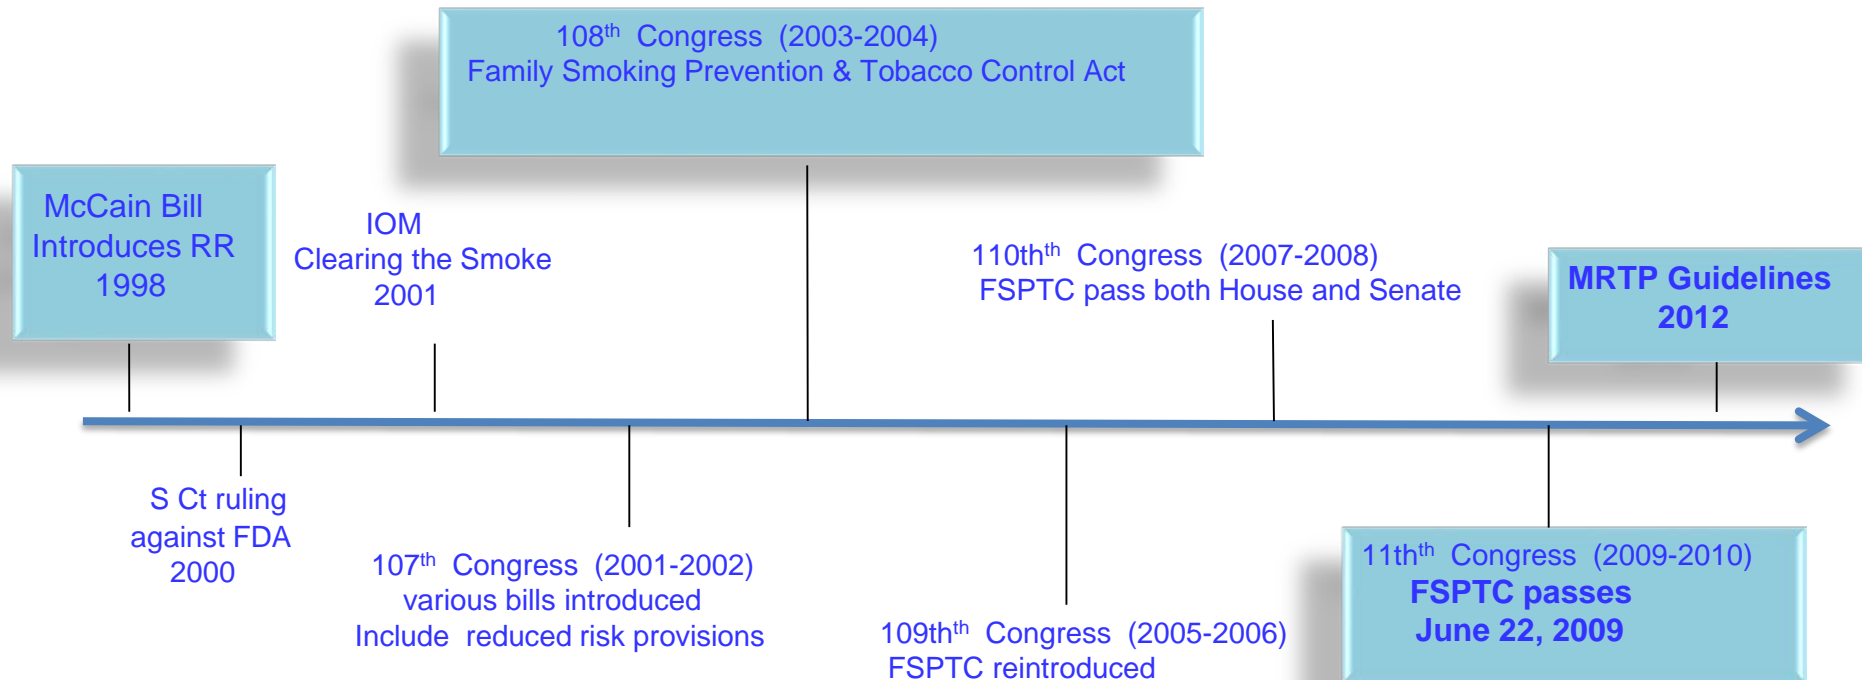 108th Congress (2003-2004)
Family Smoking Prevention & Tobacco Control Act
McCain Bill
Introduces RR
1998
IOM
Clearing the Smoke
2001
110thth Congress (2007-2008)
FSPTC pass both House and Senate
MRTP Guidelines
2012
S Ct ruling
against FDA
2000
107th Congress (2001-2002)
various bills introduced
Include reduced risk provisions
109thth Congress (2005-2006)
FSPTC reintroduced
11thth Congress (2009-2010)
FSPTC passes
June 22, 2009